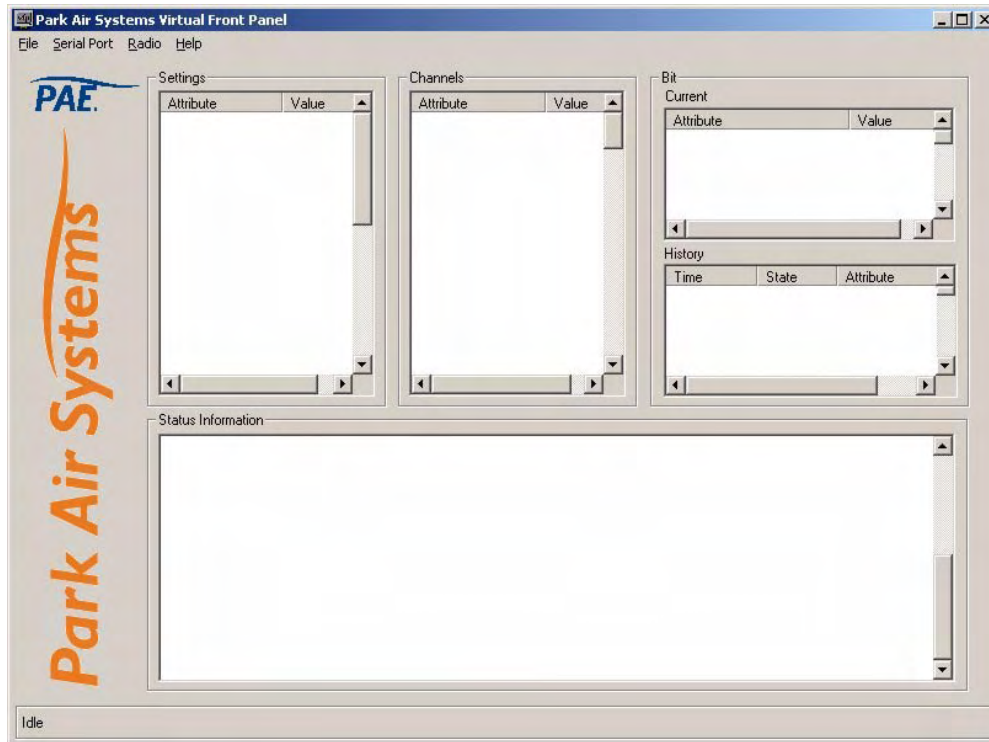 Park Air Systems Virtual Front Panel
File Serial Port Radio Help
PAE.
Park Air Systems
Settings
Attribute Value
Channels
Attribute Value
Bit
Current
Attribute Value
History
Time State Attribute
Status Information
Idle